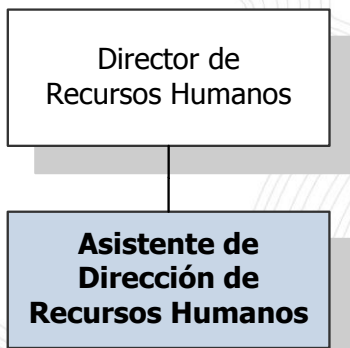 Director de
Recursos Humanos
Asistente de
Dirección de
Recursos Humanos